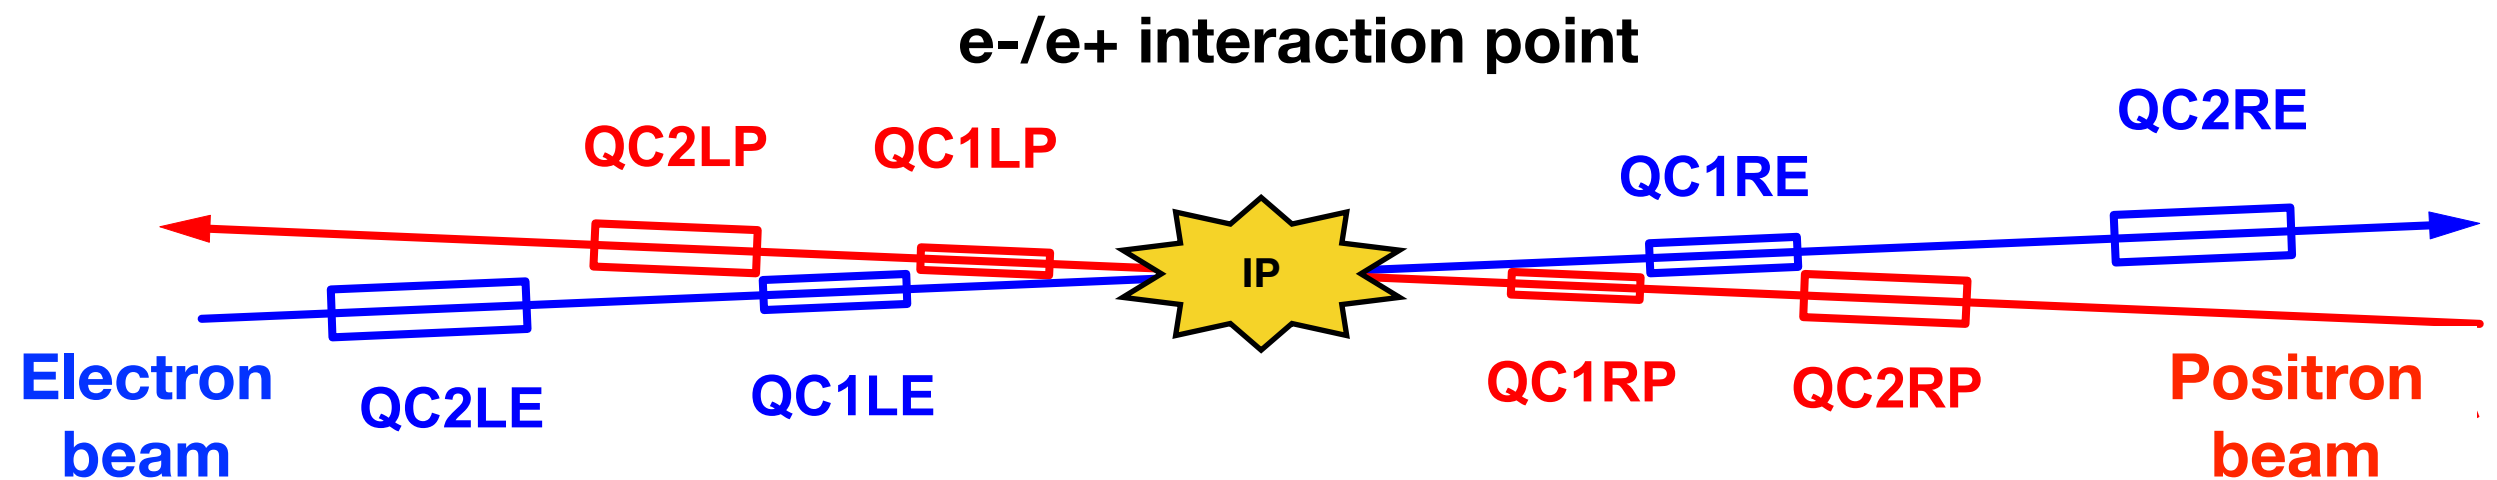 e-/e+ interaction point
QC2LP
QC1LP
QC1RE
QC2RE
IP
Electron
beam
QC2LE
QC1LE
QC1RP
QC2RP
Positron
beam